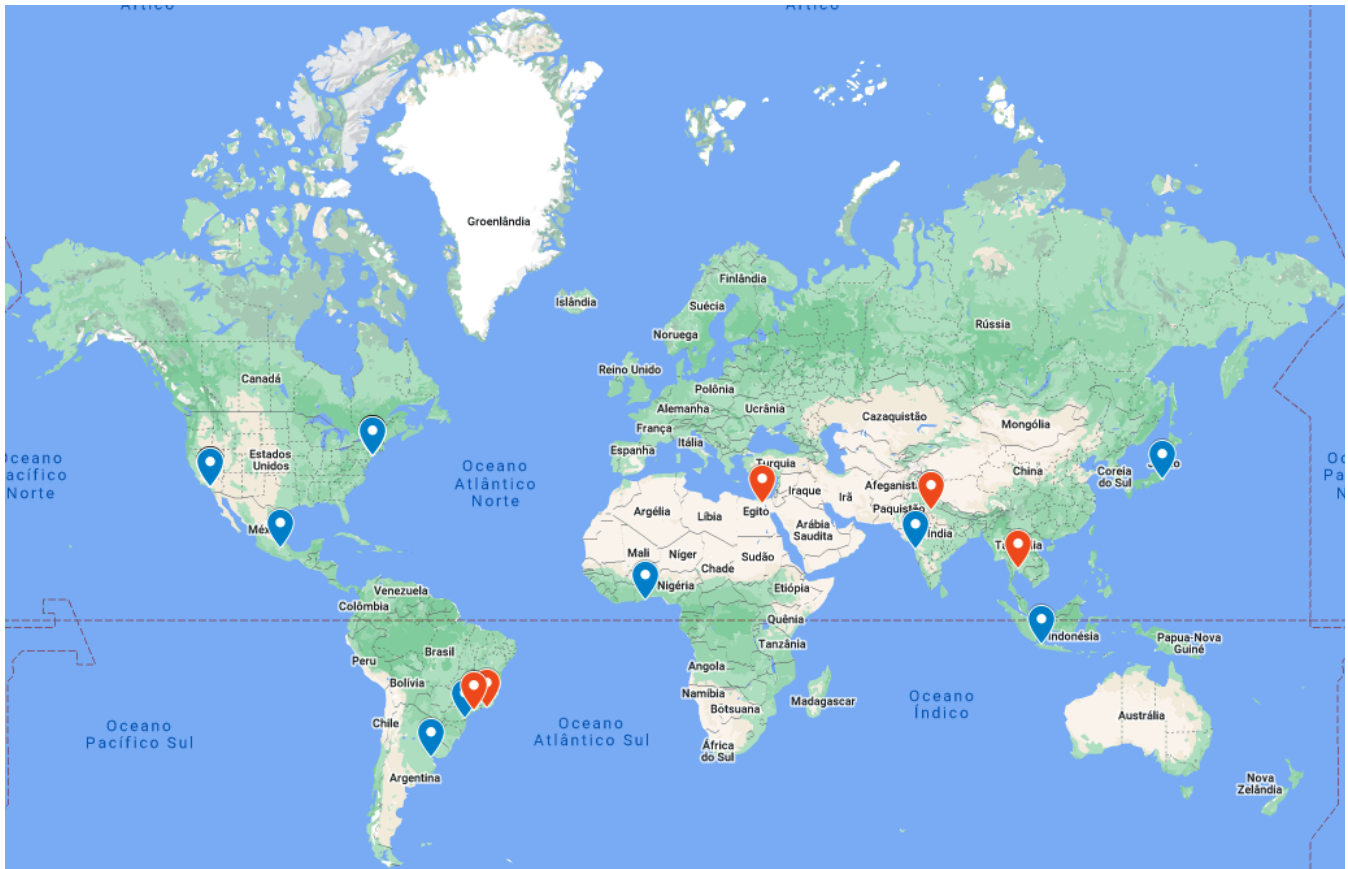 Ártico
Ártico
Groenlândia
Islândia
Finlândia
Suécia
Noruega
Rússia
Reino Unido
Polônia
Canadá
Alemanha
Ucrânia
Cazaquistão
Mongólia
França
Itália
Espanha
Estados
Unidos
Oceano
Atlântico
Norte
Oceano
Pacífico
Norte
Turquia
China
Coreia
do Sul
Iraque
Irã
Paquistão
Argélia
Líbia
Egito
Arábia
Saudita
Índia
Mali
Níger
Chade
Sudão
Nigéria
Etiópia
Venezuela
Colômbia
Quênia
Tanzânia
Indonésia
Papua-Nova
Guiné
Peru
Brasil
Bolívia
Angola
Namíbia
Botsuana
Madagascar
Oceano
Índico
Austrália
Chile
Oceano
Pacífico Sul
Oceano
Atlântico Sul
África
do Sul
Argentina
Nova
Zelândia